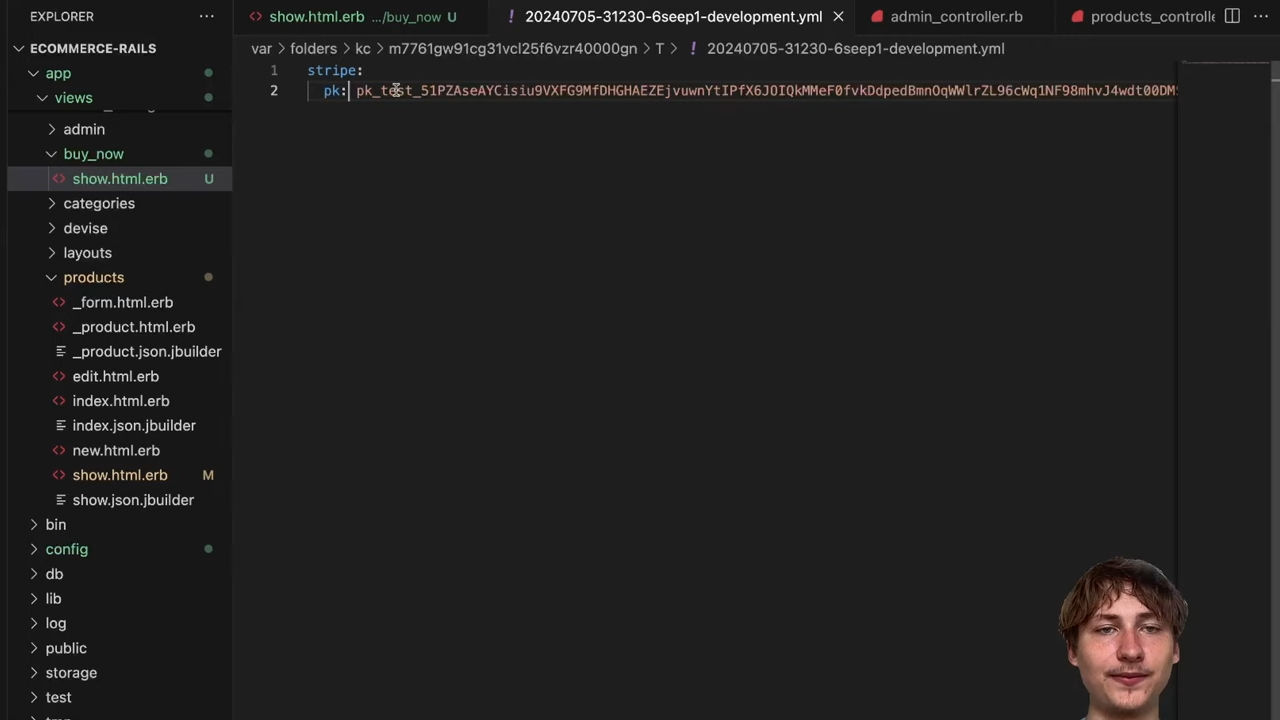 EXPLORER
ECOMMERCE-RAILS
app
views
admin
buy_now
show.html.erb U
categories
devise
layouts
products
_form.html.erb
_product.html.erb
_product.json.jbuilder
edit.html.erb
index.html.erb
index.json.jbuilder
new.html.erb
show.html.erb M
show.json.jbuilder
bin
config
db
lib
log
public
storage
test
show.html.erb .../buy_now U
! 20240705-31230-6seep1-development.yml
admin_controller.rb
products_controlle
var > folders > kc > m7761gw91cg31vcl25f6vzr40000gn > T > ! 20240705-31230-6seep1-development.yml
1 stripe:
2 pk: pk_test_51PZAseAYCisiu9VXFG9MfDHGHAEZEjvuwnYtIPfX6JOIQkMMeF0fvkDdpedBmnOqWWlrZL96cWq1NF98mhvJ4wdt00DM